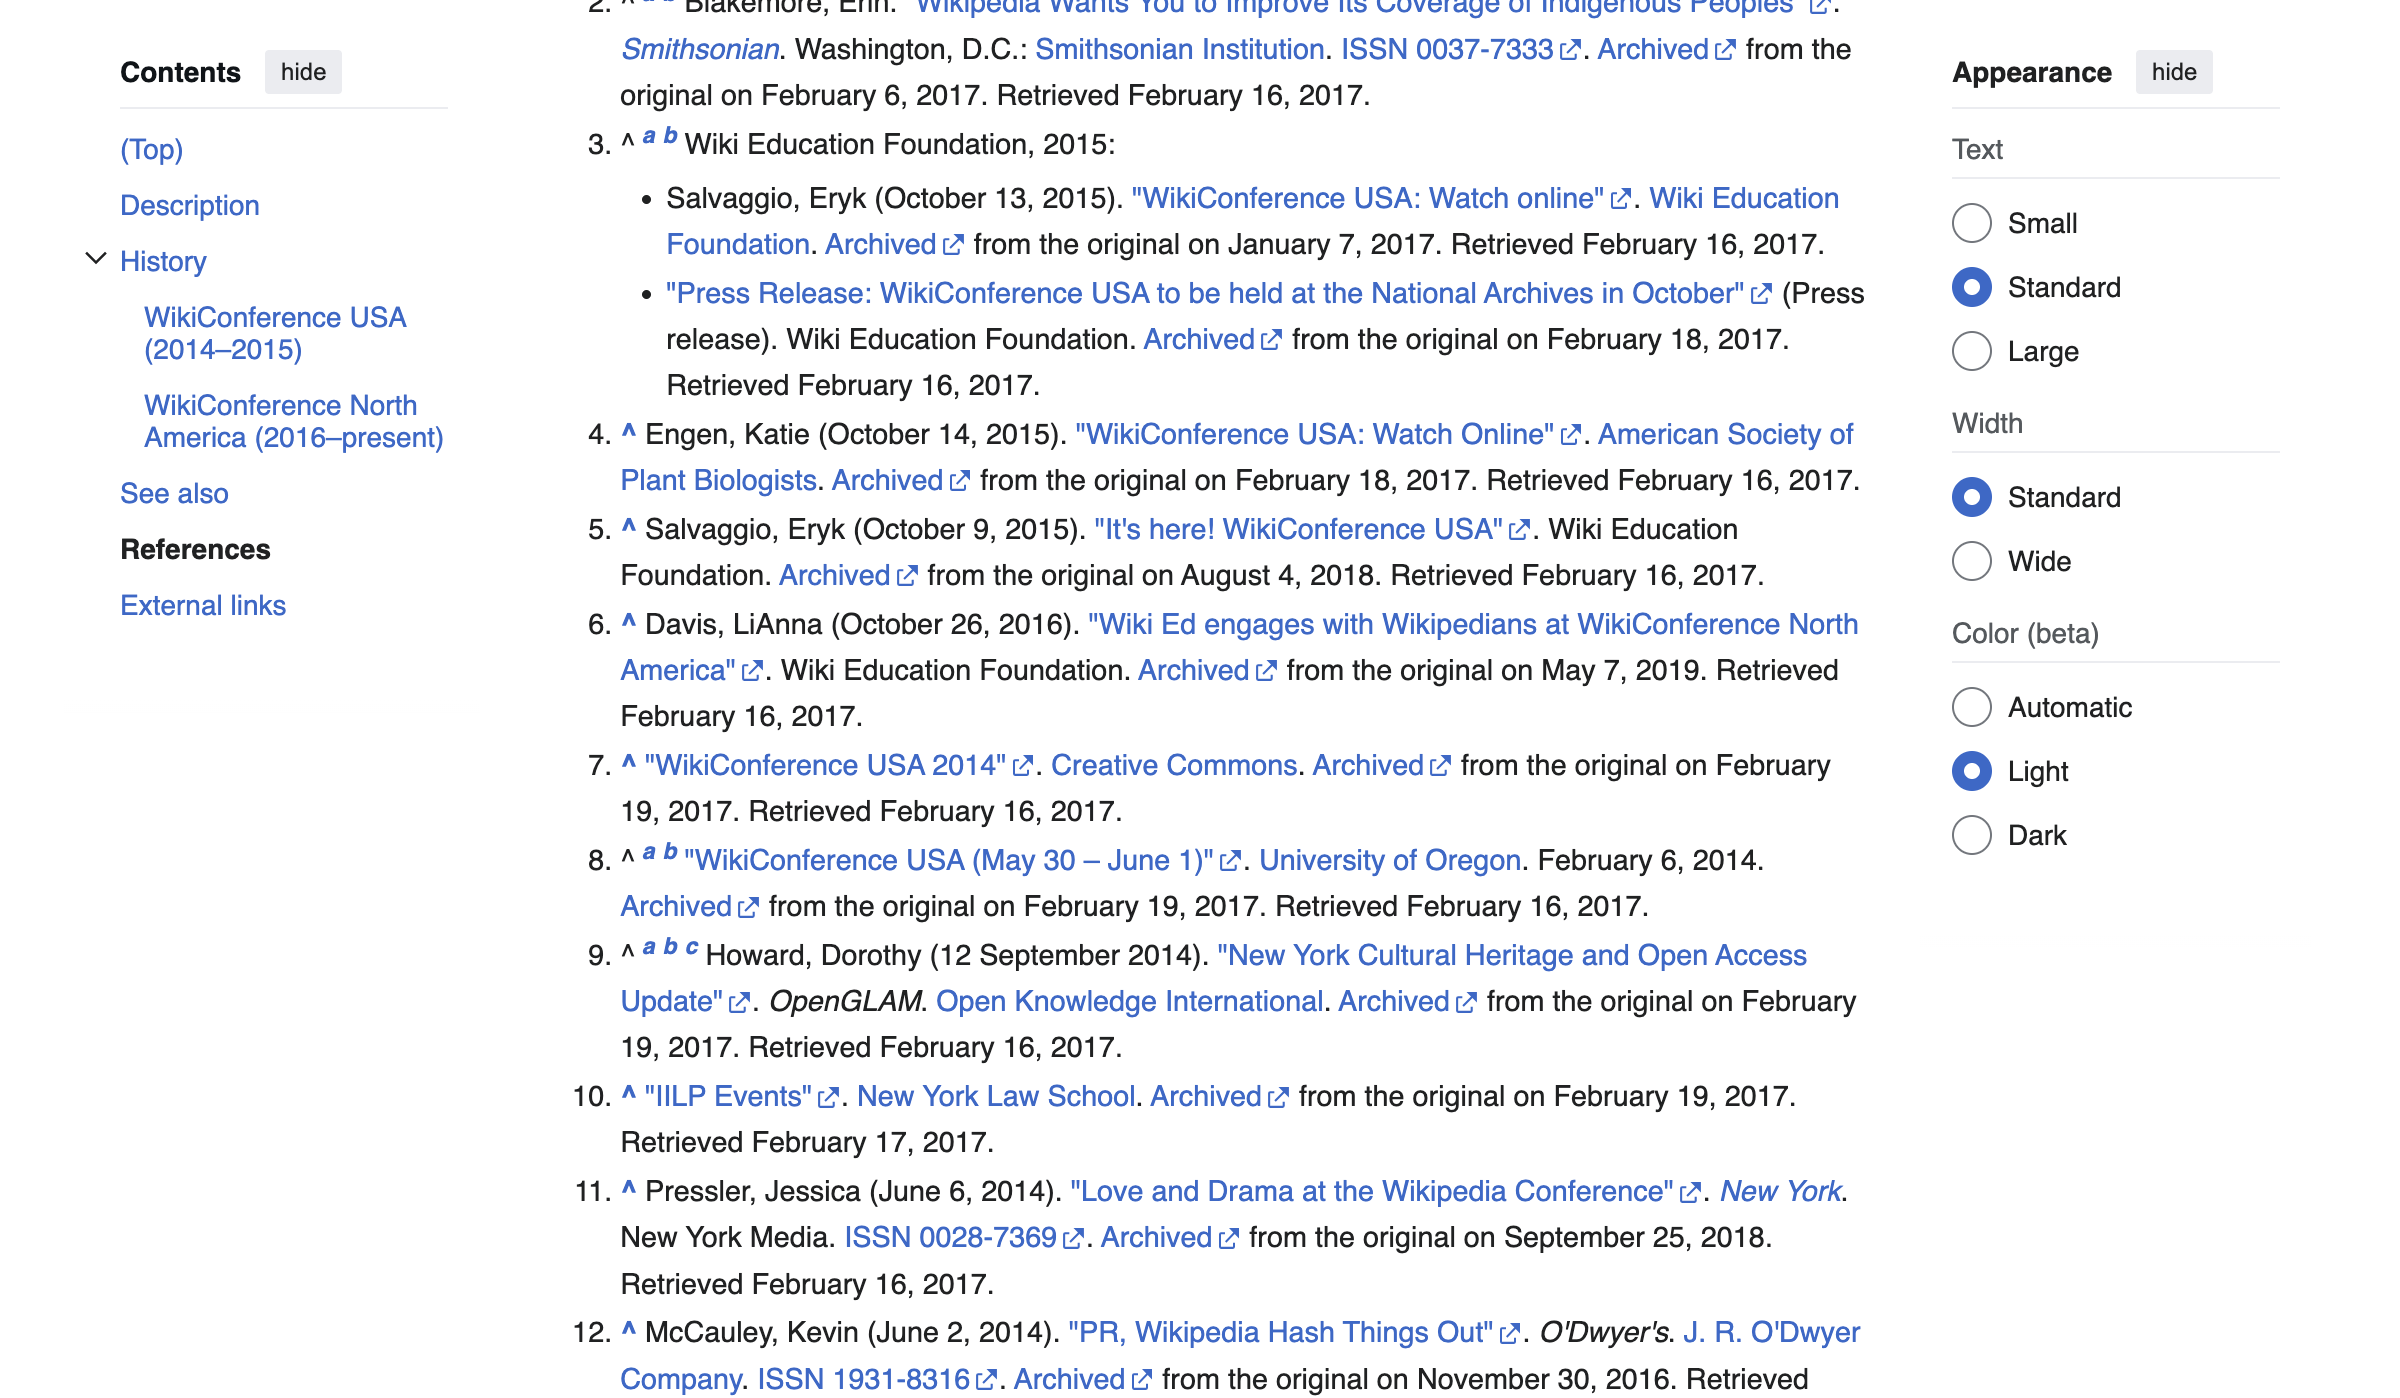 Contents hide
(Top)
Description
History
WikiConference USA
(2014–2015)
WikiConference North
America (2016–present)
See also
References
External links
2. ^ a b Blakemore, Erin. "Wikipedia Wants You to Improve Its Coverage of Indigenous Peoples".
Smithsonian. Washington, D.C.: Smithsonian Institution. ISSN 0037-7333. Archived from the
original on February 6, 2017. Retrieved February 16, 2017.
3. ^ a b Wiki Education Foundation, 2015:
• Salvaggio, Eryk (October 13, 2015). "WikiConference USA: Watch online". Wiki Education
Foundation. Archived from the original on January 7, 2017. Retrieved February 16, 2017.
• "Press Release: WikiConference USA to be held at the National Archives in October" (Press
release). Wiki Education Foundation. Archived from the original on February 18, 2017.
Retrieved February 16, 2017.
4. ^ Engen, Katie (October 14, 2015). "WikiConference USA: Watch Online". American Society of
Plant Biologists. Archived from the original on February 18, 2017. Retrieved February 16, 2017.
5. ^ Salvaggio, Eryk (October 9, 2015). "It's here! WikiConference USA". Wiki Education
Foundation. Archived from the original on August 4, 2018. Retrieved February 16, 2017.
6. ^ Davis, LiAnna (October 26, 2016). "Wiki Ed engages with Wikipedians at WikiConference North
America". Wiki Education Foundation. Archived from the original on May 7, 2019. Retrieved
February 16, 2017.
7. ^ "WikiConference USA 2014". Creative Commons. Archived from the original on February
19, 2017. Retrieved February 16, 2017.
8. ^ a b "WikiConference USA (May 30 – June 1)". University of Oregon. February 6, 2014.
Archived from the original on February 19, 2017. Retrieved February 16, 2017.
9. ^ a b c Howard, Dorothy (12 September 2014). "New York Cultural Heritage and Open Access
Update". OpenGLAM. Open Knowledge International. Archived from the original on February
19, 2017. Retrieved February 16, 2017.
10. ^ "IILP Events". New York Law School. Archived from the original on February 19, 2017.
Retrieved February 17, 2017.
11. ^ Pressler, Jessica (June 6, 2014). "Love and Drama at the Wikipedia Conference". New York.
New York Media. ISSN 0028-7369. Archived from the original on September 25, 2018.
Retrieved February 16, 2017.
12. ^ McCauley, Kevin (June 2, 2014). "PR, Wikipedia Hash Things Out". O'Dwyer's. J. R. O'Dwyer
Company. ISSN 1931-8316. Archived from the original on November 30, 2016. Retrieved
Appearance hide
Text
Small
Standard
Large
Width
Standard
Wide
Color (beta)
Automatic
Light
Dark